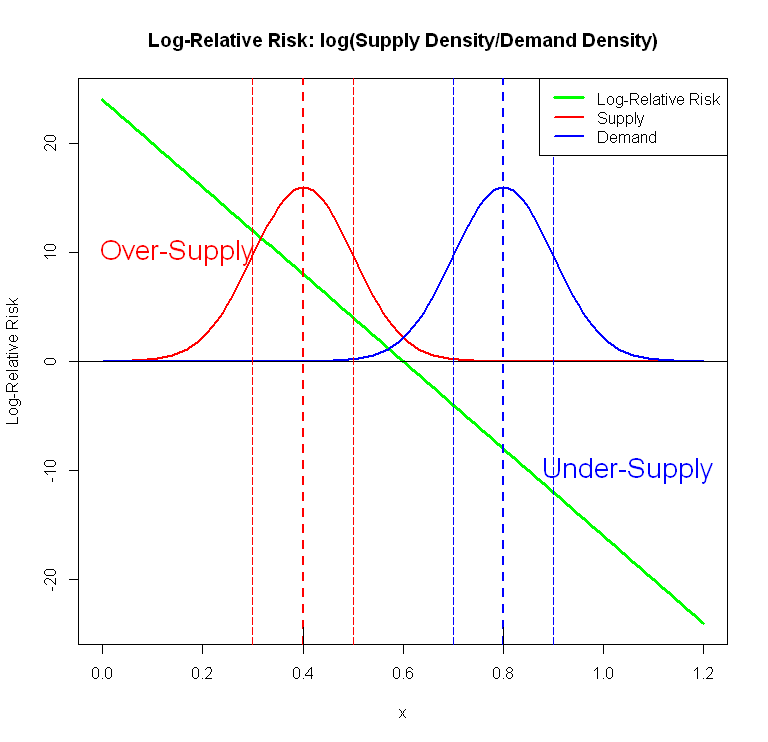 Log-Relative Risk: log(Supply Density/Demand Density)
Log-Relative Risk
Supply
Demand
20
10
0
-10
-20
Log-Relative Risk
Over-Supply
Under-Supply
0.0 0.2 0.4 0.6 0.8 1.0 1.2
x